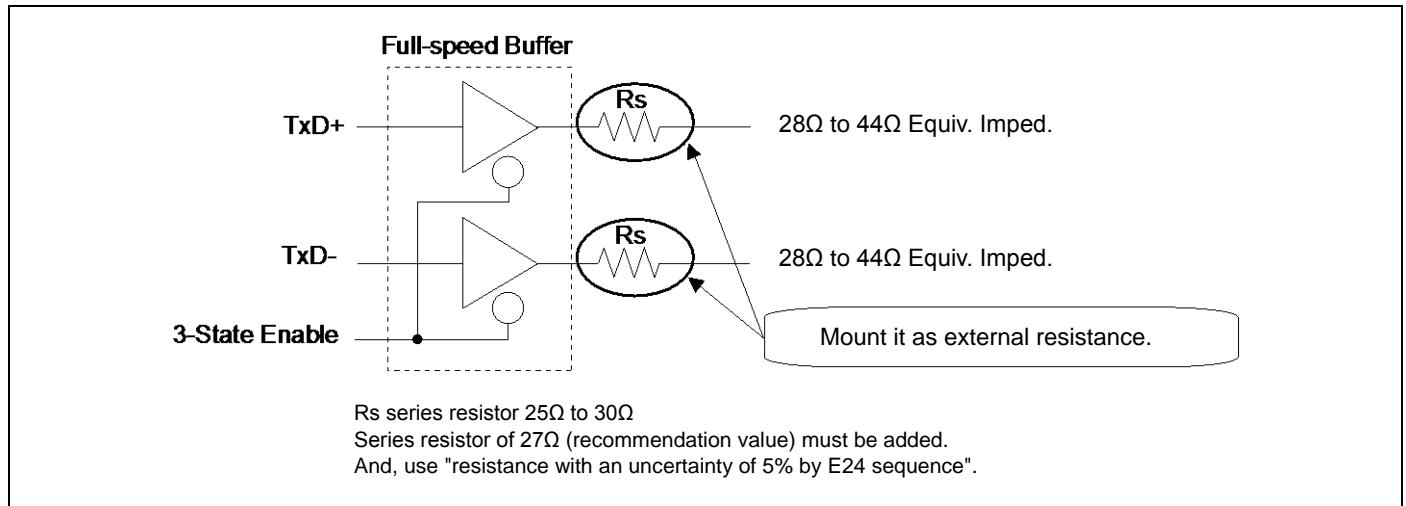 Full-speed Buffer
Rs
TxD+
28Ω to 44Ω Equiv. Imped.
Rs
TxD-
28Ω to 44Ω Equiv. Imped.
3-State Enable
Mount it as external resistance.
Rs series resistor 25Ω to 30Ω
Series resistor of 27Ω (recommendation value) must be added.
And, use "resistance with an uncertainty of 5% by E24 sequence".